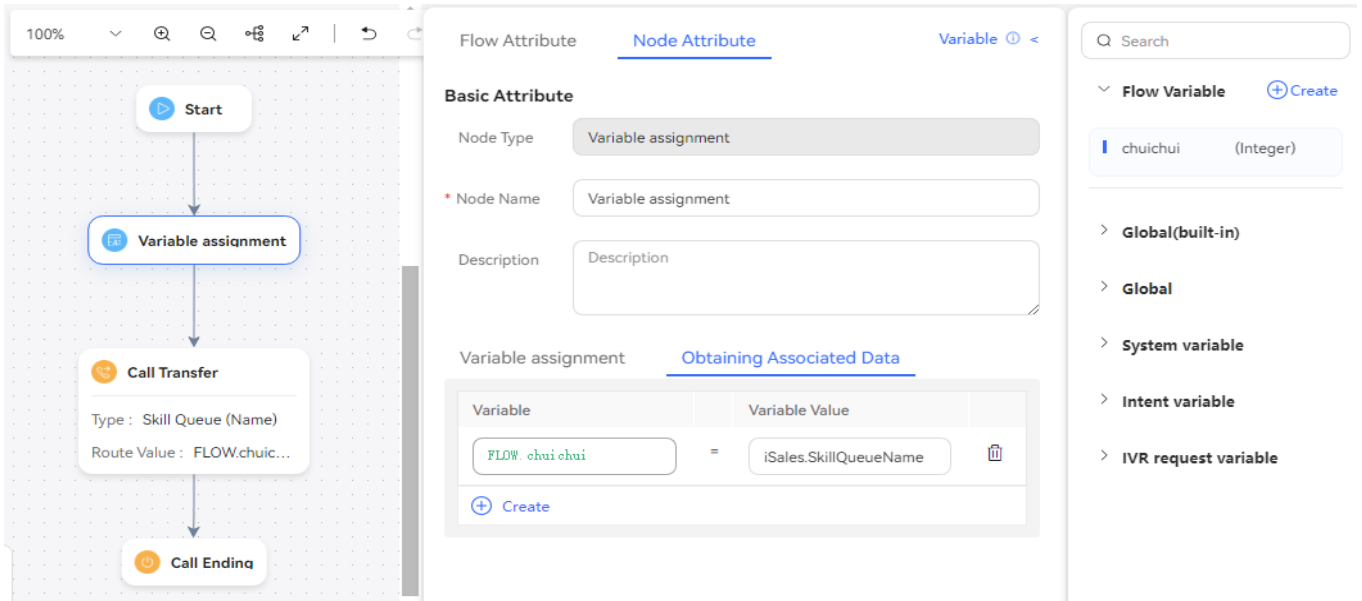 100%
Start
Variable assignment
Call Transfer
Type : Skill Queue (Name)
Route Value : FLOW.chuic...
Call Ending
Flow Attribute Node Attribute Variable <
Basic Attribute
Node Type Variable assignment
* Node Name Variable assignment
Description Description
Variable assignment Obtaining Associated Data
Variable Variable Value
FLOW.chuichui = iSales.SkillQueueName
Create
Search
Flow Variable Create
chuichui (Integer)
Global(built-in)
Global
System variable
Intent variable
IVR request variable